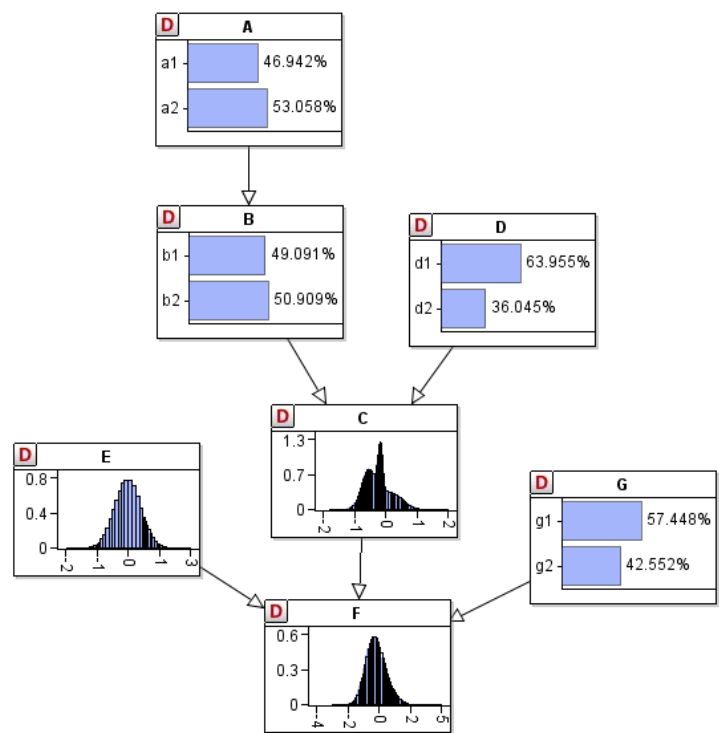 D A
a1 46.942%
a2 53.058%
D B
b1 49.091%
b2 50.909%
D D
d1 63.955%
d2 36.045%
D C
1.3
0.7
0
-2 -1 0 1 2
D E
0.8
0.4
0
-2 -1 0 1 3
D G
g1 57.448%
g2 42.552%
D F
0.6
0.3
0
-4 -2 0 2 5